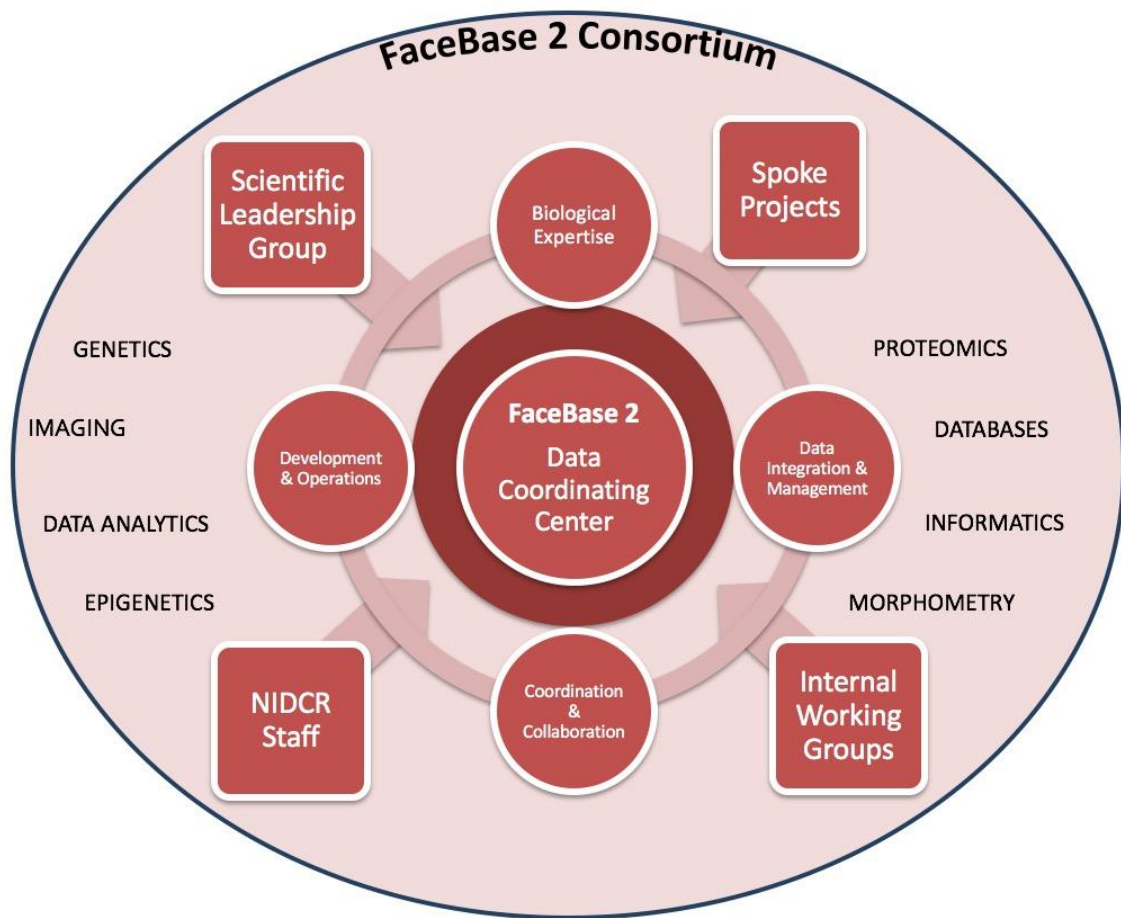 FaceBase 2 Consortium
Scientific
Leadership
Group
Spoke
Projects
Biological
Expertise
GENETICS
PROTEOMICS
IMAGING
DATABASES
Development
& Operations
FaceBase 2
Data
Coordinating
Center
Data
Integration &
Management
DATA ANALYTICS
INFORMATICS
EPIGENETICS
MORPHOMETRY
NIDCR
Staff
Coordination
&
Collaboration
Internal
Working
Groups